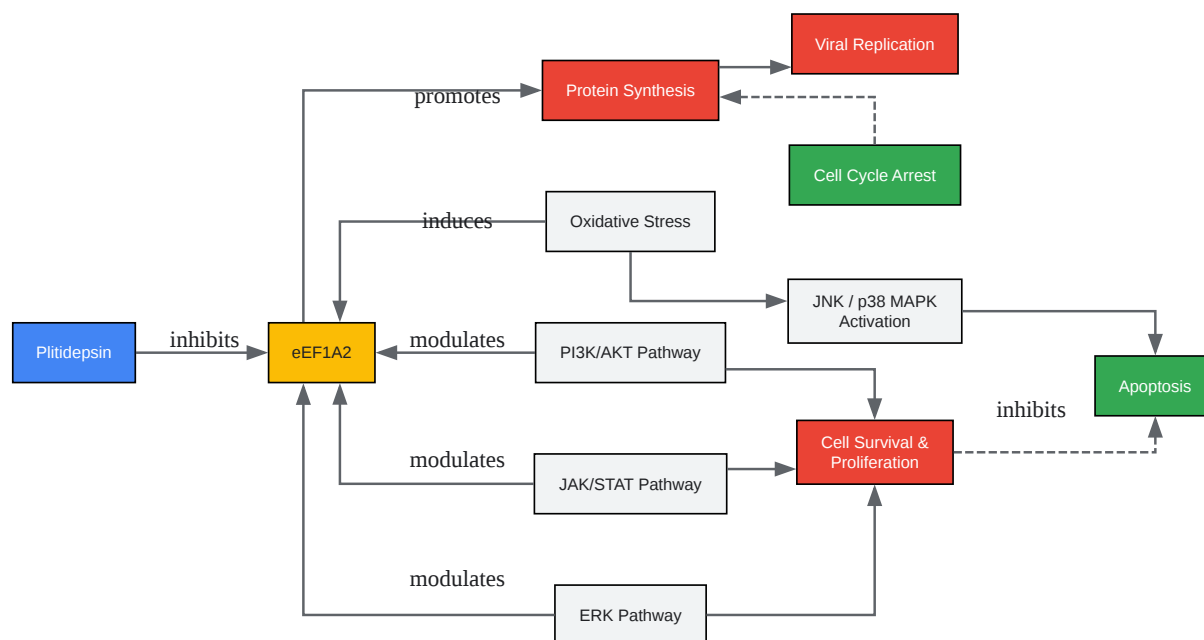 Viral Replication
Protein Synthesis
promotes
Cell Cycle Arrest
induces
Oxidative Stress
JNK / p38 MAPK
Activation
Plitidepsin
inhibits
eEF1A2
modulates
PI3K/AKT Pathway
Apoptosis
inhibits
Cell Survival &
Proliferation
modulates
JAK/STAT Pathway
modulates
ERK Pathway